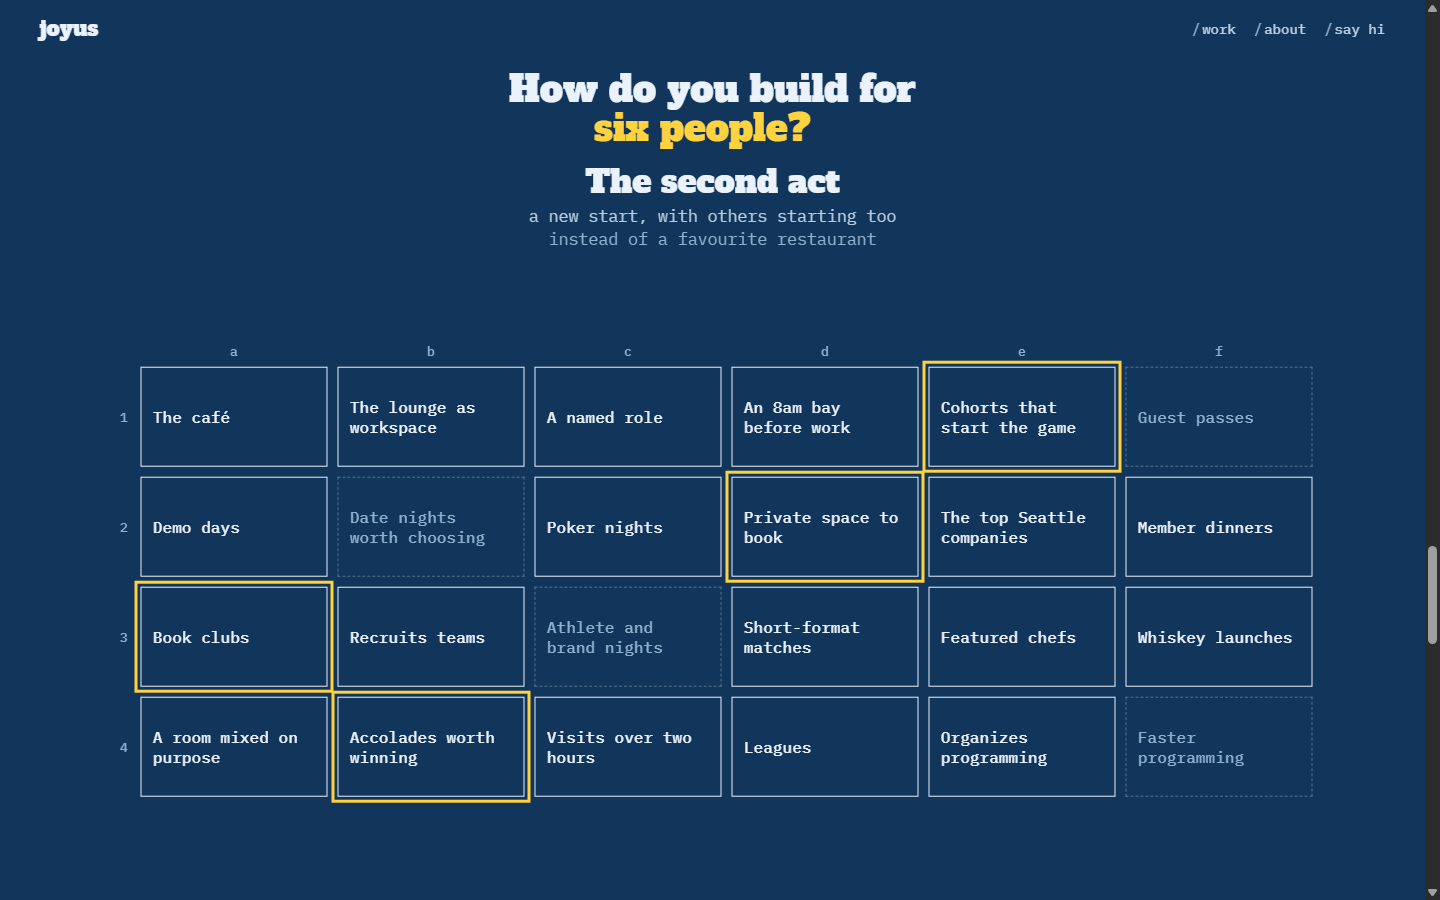 joyus
/work /about /say hi
How do you build for
six people?
The second act
a new start, with others starting too
instead of a favourite restaurant
a b c d e f
1
The café
The lounge as
workspace
A named role
An 8am bay
before work
Cohorts that
start the game
Guest passes
2
Demo days
Date nights
worth choosing
Poker nights
Private space to
book
The top Seattle
companies
Member dinners
3
Book clubs
Recruits teams
Athlete and
brand nights
Short-format
matches
Featured chefs
Whiskey launches
4
A room mixed on
purpose
Accolades worth
winning
Visits over two
hours
Leagues
Organizes
programming
Faster
programming